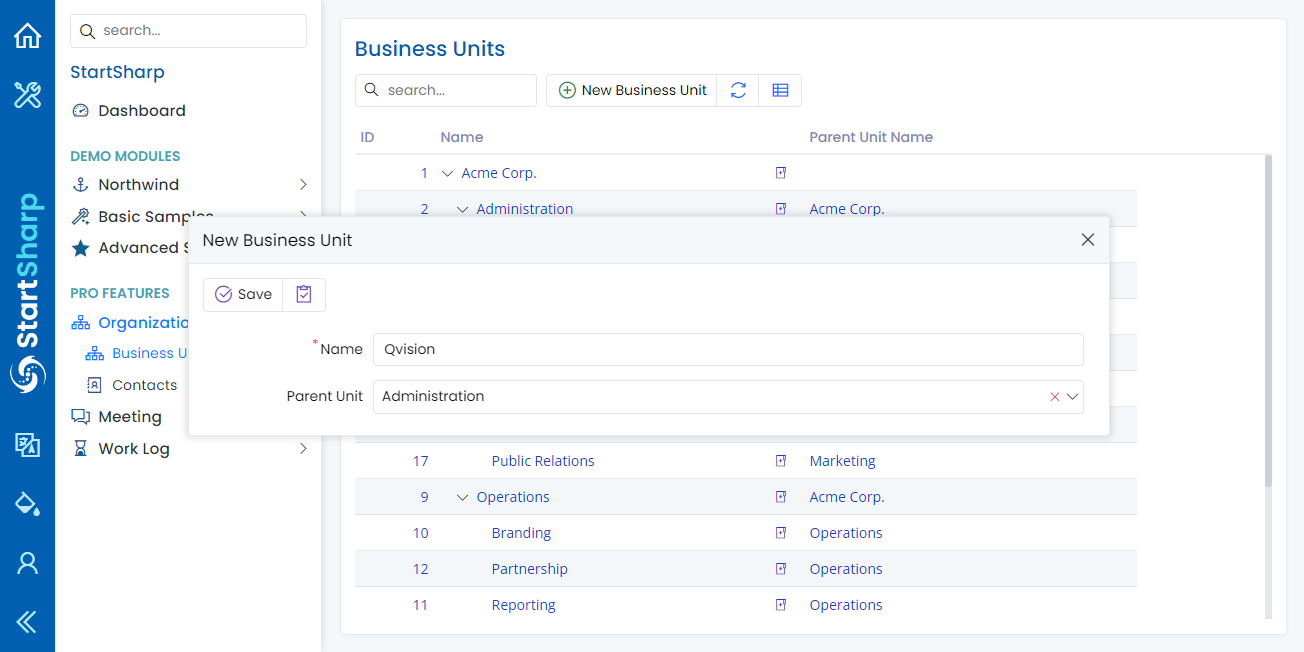 search...
StartSharp
Dashboard
DEMO MODULES
Northwind
Basic Samples
Advanced
PRO FEATURES
Business
Contacts
Meeting
Work Log
StartSharp
Business Units
search...
New Business Unit
ID Name Parent Unit Name
1 Acme Corp.
2 Administration Acme Corp.
New Business Unit
Save
*Name Qvision
Parent Unit Administration
17 Public Relations Marketing
9 Operations Acme Corp.
10 Branding Operations
12 Partnership Operations
11 Reporting Operations